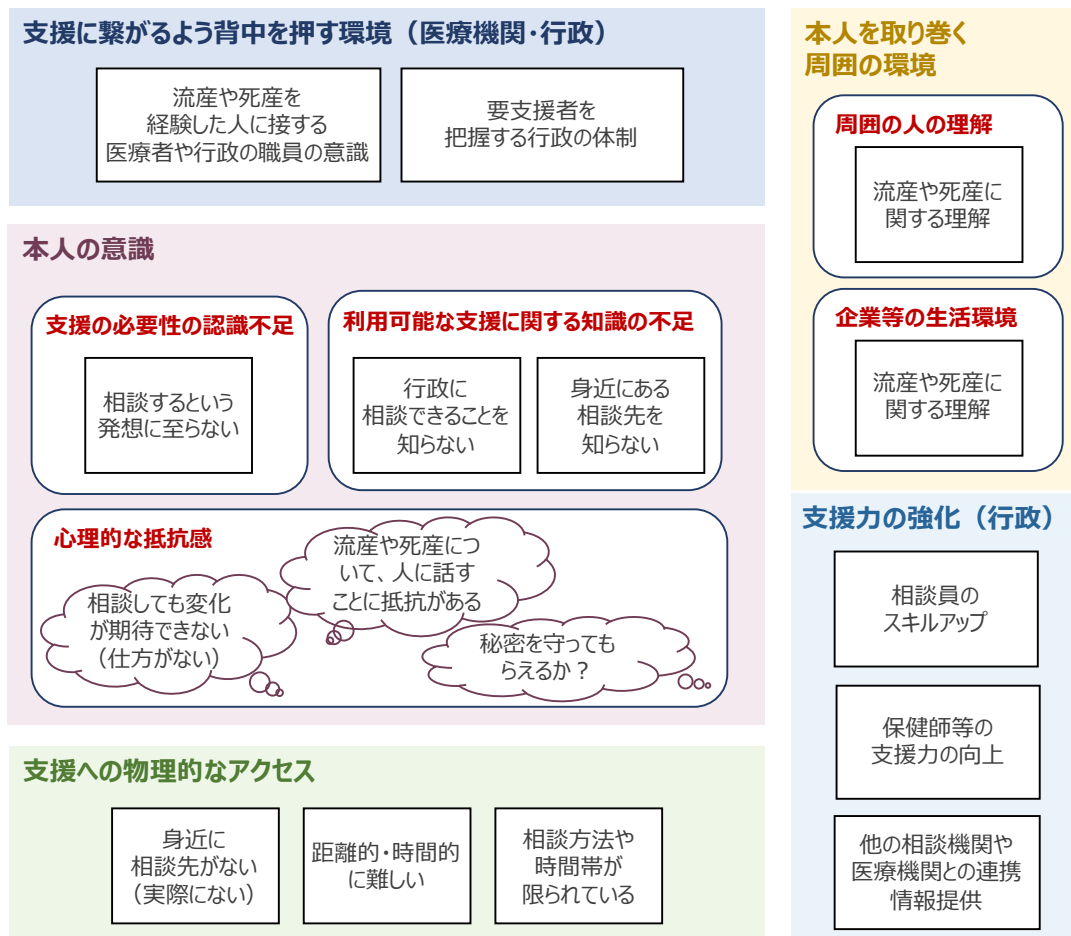 支援に繋がるよう背中を押す環境（医療機関・行政）
流産や死産を
経験した人に接する
医療者や行政の職員の意識
要支援者を
把握する行政の体制
本人の意識
支援の必要性の認識不足
相談するという
発想に至らない
利用可能な支援に関する知識の不足
行政に
相談できることを
知らない
身近にある
相談先を
知らない
心理的な抵抗感
相談しても変化
が期待できない
（仕方がない）
流産や死産につ
いて、人に話す
ことに抵抗がある
秘密を守っても
らえるか？
支援への物理的なアクセス
身近に
相談先がない
（実際にない）
距離的・時間的
に難しい
相談方法や
時間帯が
限られている
本人を取り巻く
周囲の環境
周囲の人の理解
流産や死産に
関する理解
企業等の生活環境
流産や死産に
関する理解
支援力の強化（行政）
相談員の
スキルアップ
保健師等の
支援力の向上
他の相談機関や
医療機関との連携
情報提供